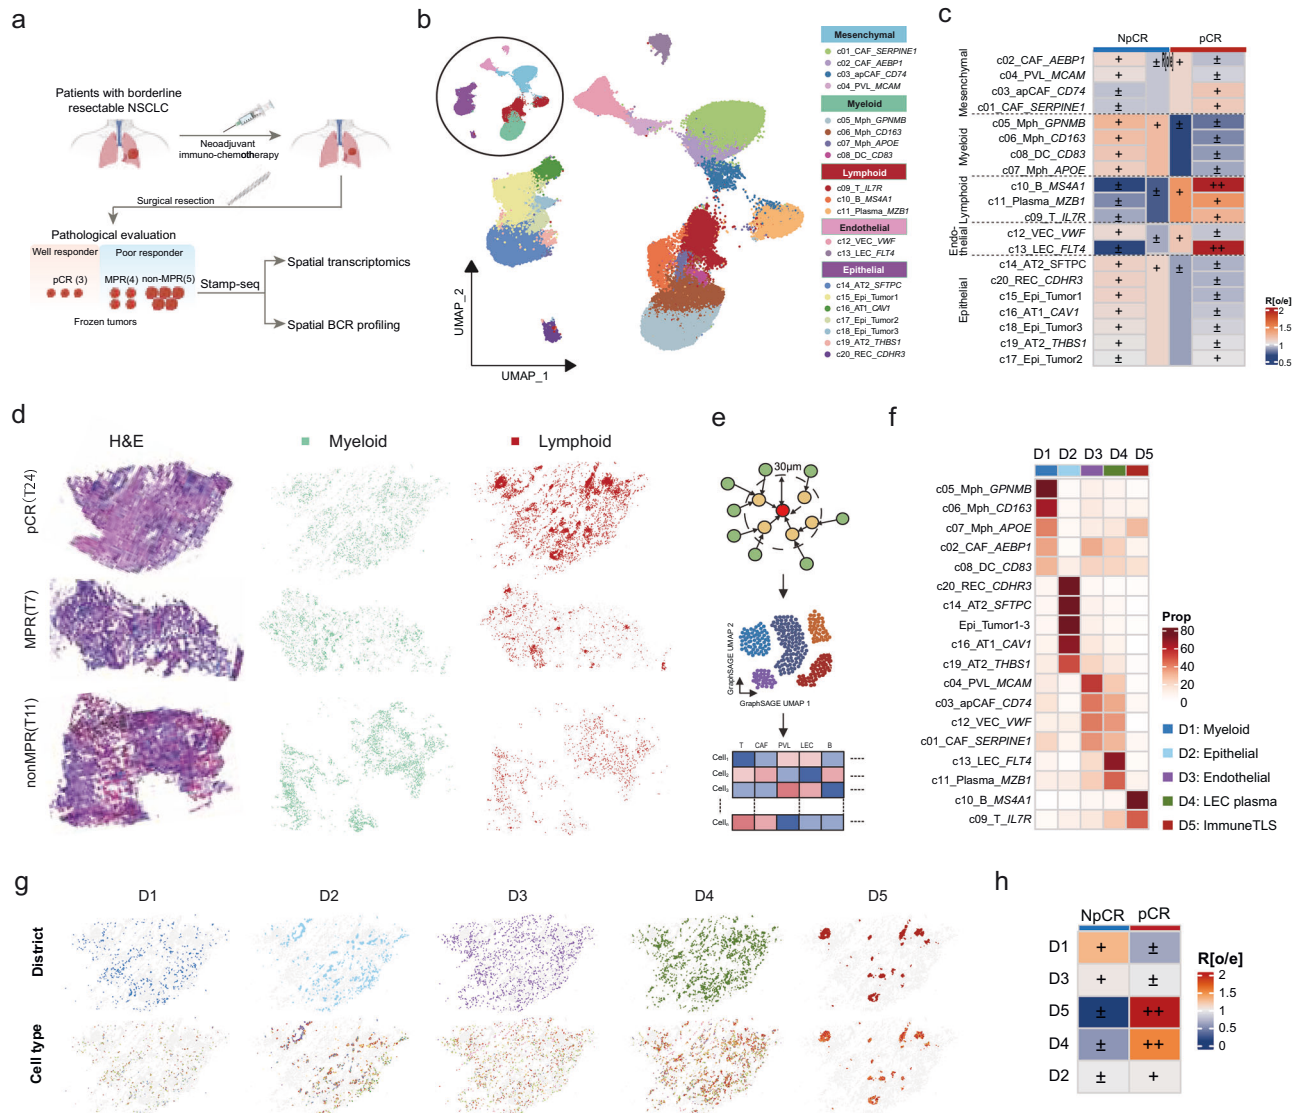 a
Patients with borderline
resectable NSCLC
Neoadjuvant
immuno-chemotherapy
Surgical resection
Pathological evaluation
Well responder
Poor responder
pCR (3)
MPR(4)
non-MPR(5)
Frozen tumors
Stamp-seq
Spatial transcriptomics
Spatial BCR profiling
b
UMAP_2
UMAP_1
Mesenchymal
c01_CAF_SERPINE1
c02_CAF_AEBP1
c03_apCAF_CD74
c04_PVL_MCAM
Myeloid
c05_Mph_GPNMB
c06_Mph_CD163
c07_Mph_APOE
c08_DC_CD83
Lymphoid
c09_T_IL7R
c10_B_MS4A1
c11_Plasma_MZB1
Endothelial
c12_VEC_VWF
c13_LEC_FLT4
Epithelial
c14_AT2_SFTPC
c15_Epi_Tumor1
c16_AT1_CAV1
c17_Epi_Tumor2
c18_Epi_Tumor3
c19_AT2_THBS1
c20_REC_CDHR3
c
NpCR pCR
Mesenchymal
c02_CAF_AEBP1 + ± R[o/e] + ±
c04_PVL_MCAM + ±
c03_apCAF_CD74 ± +
c01_CAF_SERPINE1 ± +
Myeloid
c05_Mph_GPNMB + + ± ±
c06_Mph_CD163 + ±
c08_DC_CD83 + ±
c07_Mph_APOE + ±
Lymphoid
c10_B_MS4A1 ± ± + ++
c11_Plasma_MZB1 ± +
c09_T_IL7R ± +
Endo-
thelial
c12_VEC_VWF + ± + ±
c13_LEC_FLT4 ± ++
Epithelial
c14_AT2_SFTPC + + ± ±
c20_REC_CDHR3 + ±
c15_Epi_Tumor1 + ±
c16_AT1_CAV1 + ±
c18_Epi_Tumor3 + ±
c19_AT2_THBS1 + ±
c17_Epi_Tumor2 ± +
R[o/e]
2
1
0.5
d
H&E
Myeloid
Lymphoid
pCR(T24)
MPR(T7)
nonMPR(T11)
e
30μm
GraphSAGE UMAP 2
GraphSAGE UMAP 1
T CAF PVL LEC B
Cell1 ----
Cell2 ----
Cell3 ----
----
f
D1 D2 D3 D4 D5
c05_Mph_GPNMB
c06_Mph_CD163
c07_Mph_APOE
c02_CAF_AEBP1
c08_DC_CD83
c20_REC_CDHR3
c14_AT2_SFTPC
Epi_Tumor1-3
c16_AT1_CAV1
c19_AT2_THBS1
c04_PVL_MCAM
c03_apCAF_CD74
c12_VEC_VWF
c01_CAF_SERPINE1
c13_LEC_FLT4
c11_Plasma_MZB1
c10_B_MS4A1
c09_T_IL7R
Prop
80
60
40
20
0
D1: Myeloid
D2: Epithelial
D3: Endothelial
D4: LEC plasma
D5: ImmuneTLS
g
D1 D2 D3 D4 D5
District
Cell type
h
NpCR pCR
D1 + ±
D3 + ±
D5 ± ++
D4 ± ++
D2 ± +
R[o/e]
2
1.5
1
0.5
0